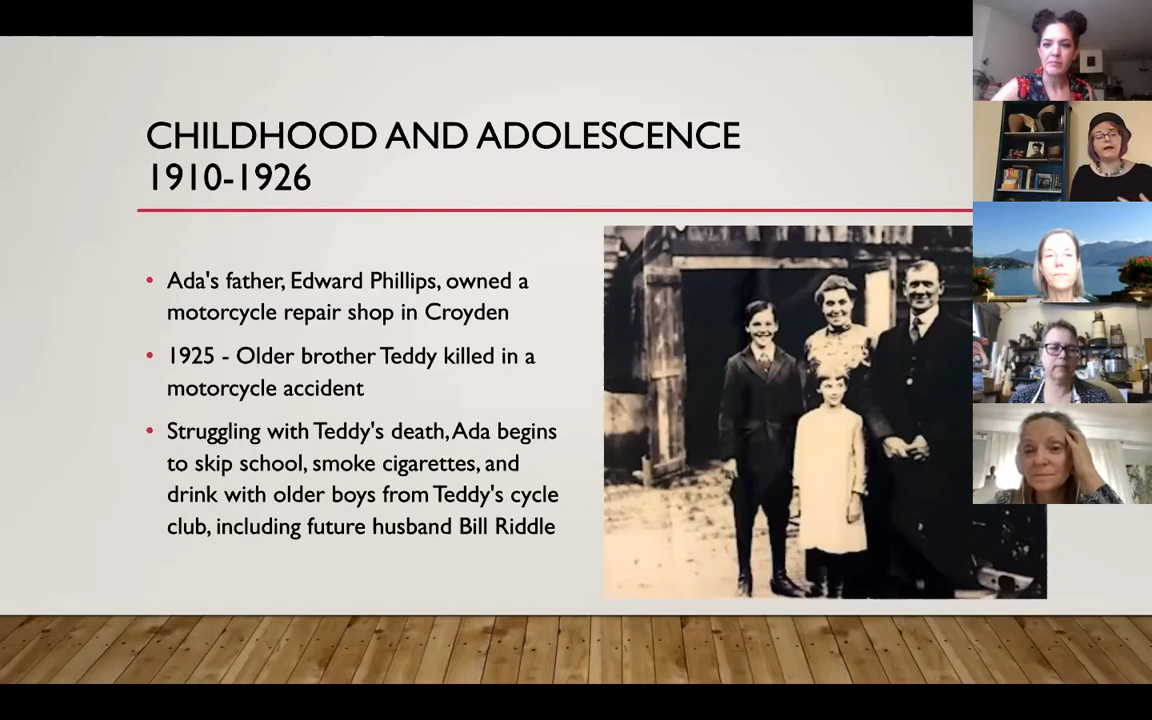 CHILDHOOD AND ADOLESCENCE
1910-1926
• Ada's father, Edward Phillips, owned a
motorcycle repair shop in Croyden
• 1925 - Older brother Teddy killed in a
motorcycle accident
• Struggling with Teddy's death, Ada begins
to skip school, smoke cigarettes, and
drink with older boys from Teddy's cycle
club, including future husband Bill Riddle